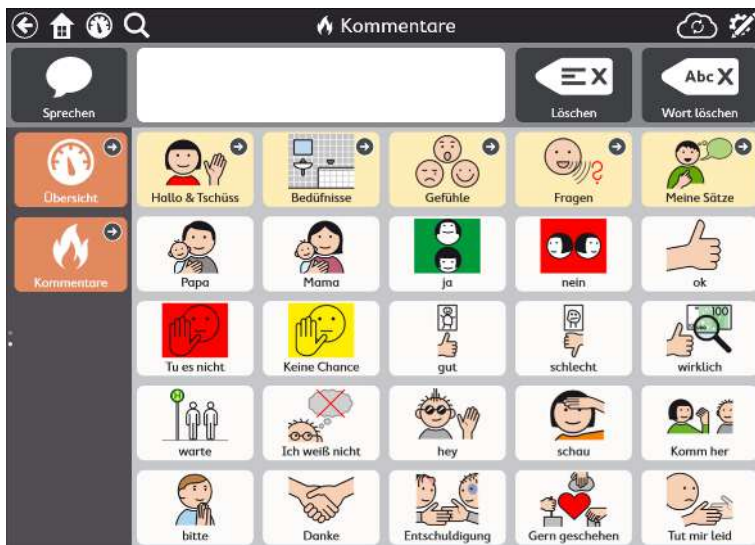 Kommentare
Sprechen
Löschen
Abc X
Wort löschen
Übersicht
Hallo & Tschüss
Bedüfnisse
Gefühle
Fragen
?
Meine Sätze
Kommentare
Papa
Mama
ja
nein
ok
Tu es nicht
Keine Chance
gut
schlecht
100
wirklich
H
warte
Ich weiß nicht
hey
schau
Komm her
bitte
Danke
Entschuldigung
Gern geschehen
Tut mir leid